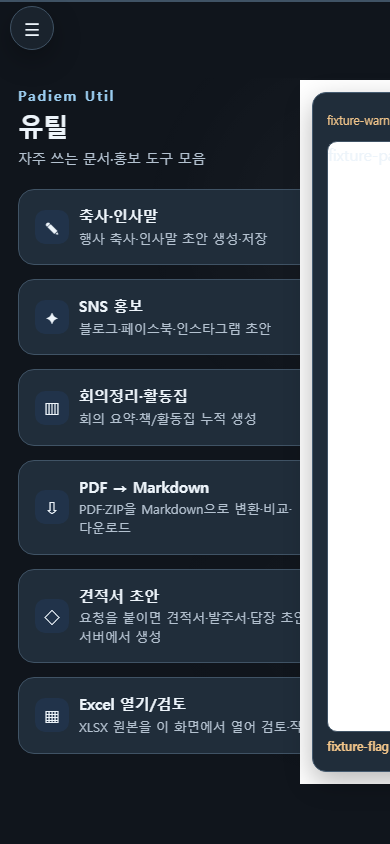 Padiem Util
유틸
자주 쓰는 문서·홍보 도구 모음
축사·인사말
행사 축사·인사말 초안 생성·저장
SNS 홍보
블로그·페이스북·인스타그램 초안
회의정리·활동집
회의 요약·책/활동집 누적 생성
PDF → Markdown
PDF·ZIP을 Markdown으로 변환·비교·
다운로드
견적서 초안
요청을 붙이면 견적서·발주서·답장 초안
서버에서 생성
Excel 열기/검토
XLSX 원본을 이 화면에서 열어 검토·직
fixture-warn
fixture-pa
fixture-flag